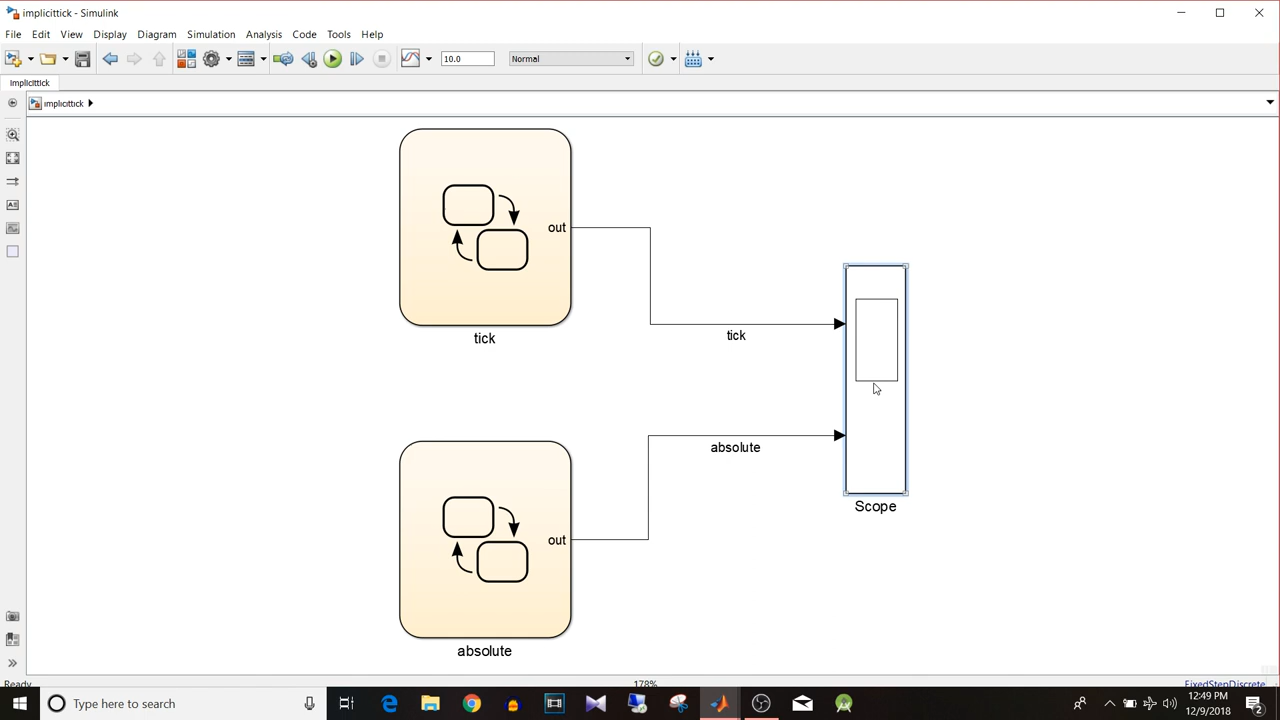 implicittick - Simulink
File Edit View Display Diagram Simulation Analysis Code Tools Help
10.0 Normal
implicittick
implicittick
out
tick
tick
out
absolute
absolute
Scope
Ready 178% FixedStepDiscrete
Type here to search
12:49 PM
12/9/2018
2